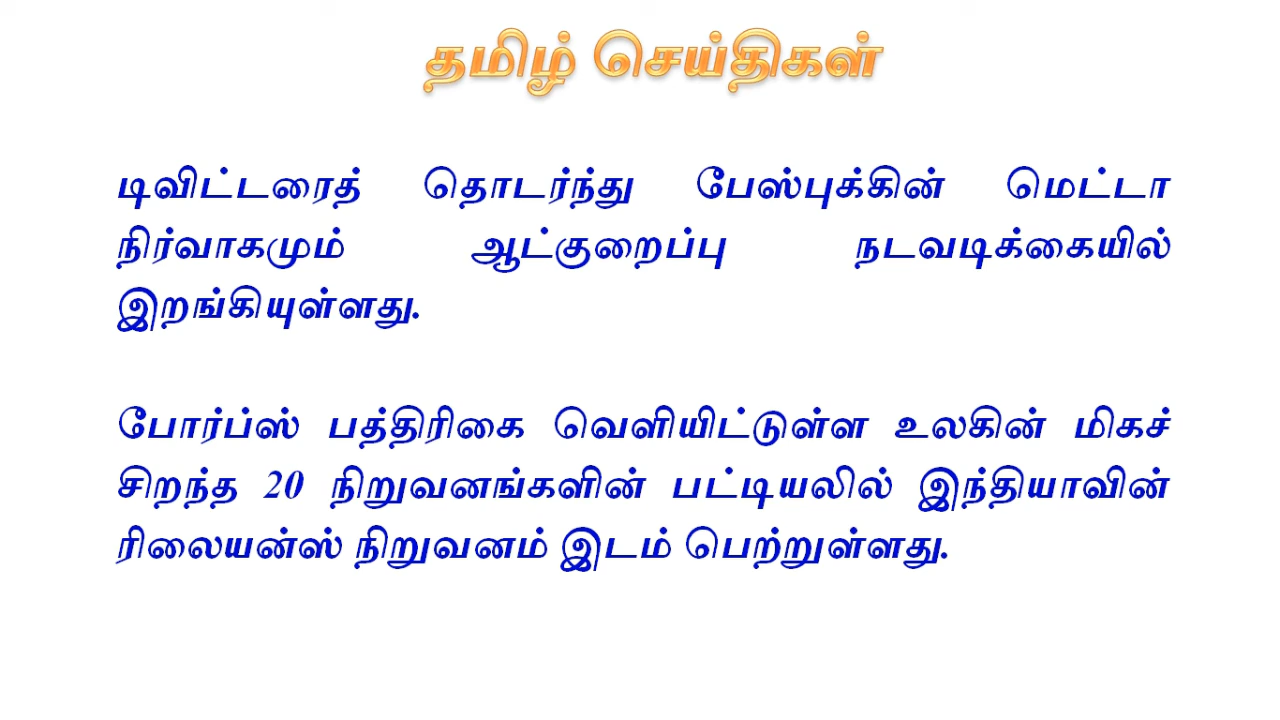 தமிழ் செய்திகள்
டிவிட்டரைத் தொடர்ந்து பேஸ்புக்கின் மெட்டா
நிர்வாகமும் ஆட்குறைப்பு நடவடிக்கையில்
இறங்கியுள்ளது.
போர்ப்ஸ் பத்திரிகை வெளியிட்டுள்ள உலகின் மிகச்
சிறந்த 20 நிறுவனங்களின் பட்டியலில் இந்தியாவின்
ரிலையன்ஸ் நிறுவனம் இடம் பெற்றுள்ளது.